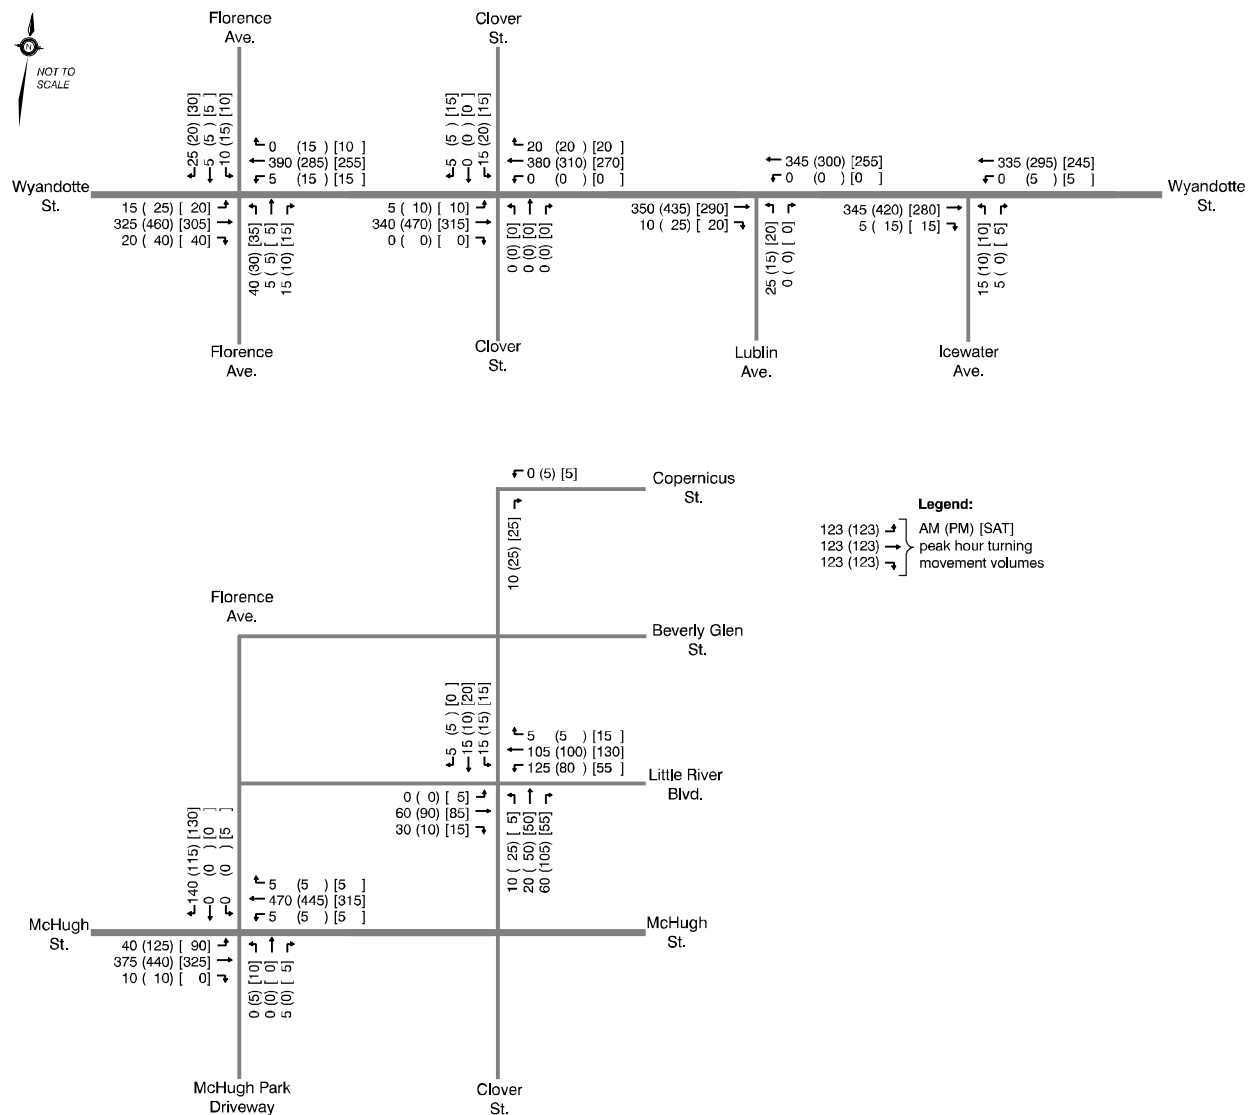 Florence
Ave.
Clover
St.
N
NOT TO
SCALE
25 (20) [30]
5 (5 ) [ 5 ]
10 (15) [10]
0 (15 ) [10 ]
390 (285) [255]
5 (15 ) [15 ]
5 (5 ) [15]
0 (0 ) [ 0 ]
15 (20) [15]
20 (20 ) [20 ]
380 (310) [270]
0 (0 ) [0 ]
345 (300) [255]
0 (0 ) [0 ]
335 (295) [245]
0 (5 ) [5 ]
Wyandotte
St.
Wyandotte
St.
15 ( 25) [ 20]
325 (460) [305]
20 ( 40) [ 40]
40 (30) [35]
5 ( 5) [ 5]
15 (10) [15]
5 ( 10) [ 10]
340 (470) [315]
0 ( 0) [ 0]
0 (0) [0]
0 (0) [0]
0 (0) [0]
350 (435) [290]
10 ( 25) [ 20]
25 (15) [20]
0 ( 0) [ 0]
345 (420) [280]
5 ( 15) [ 15]
15 (10) [10]
5 ( 0) [ 5]
Florence
Ave.
Clover
St.
Lublin
Ave.
Icewater
Ave.
0 (5) [5]
Copernicus
St.
10 (25) [25]
Legend:
123 (123)
123 (123)
123 (123)
AM (PM) [SAT]
peak hour turning
movement volumes
Florence
Ave.
Beverly Glen
St.
5 (5 ) [0 ]
15 (10) [20]
15 (15) [15]
5 (5 ) [15 ]
105 (100) [130]
125 (80 ) [55 ]
Little River
Blvd.
0 ( 0) [ 5]
60 (90) [85]
30 (10) [15]
10 ( 25) [ 5]
20 ( 50) [50]
60 (105) [55]
140 (115) [130]
0 (0 ) [0 ]
0 (0 ) [5 ]
5 (5 ) [5 ]
470 (445) [315]
5 (5 ) [5 ]
McHugh
St.
McHugh
St.
40 (125) [ 90]
375 (440) [325]
10 ( 10) [ 0]
0 (5) [10]
0 (0) [ 0]
5 (0) [ 5]
McHugh Park
Driveway
Clover
St.